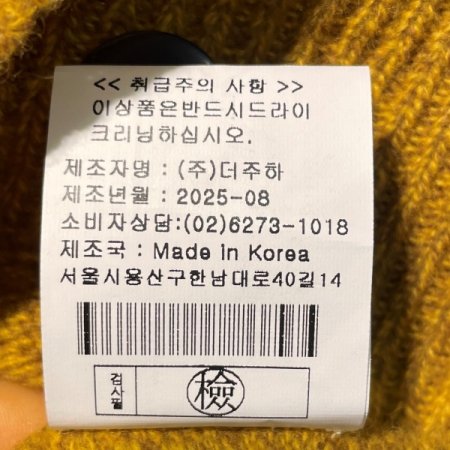 << 취급주의 사항 >>
이상품은반드시드라이
크리닝하십시오.
제조자명 : (주)더주하
제조년월 : 2025-08
소비자상담:(02)6273-1018
제조국 : Made in Korea
서울시용산구한남대로40길14
검사필
檢